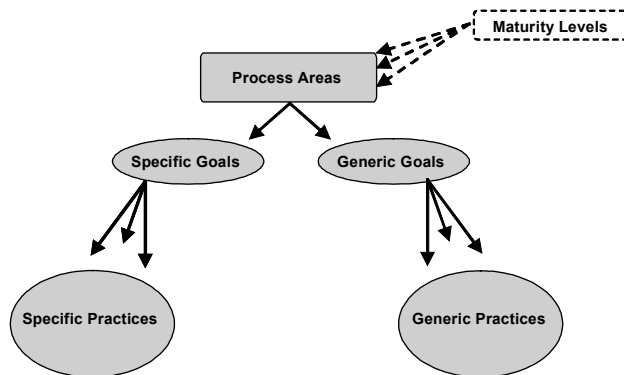 Maturity Levels
Process Areas
Specific Goals
Generic Goals
Specific Practices
Generic Practices